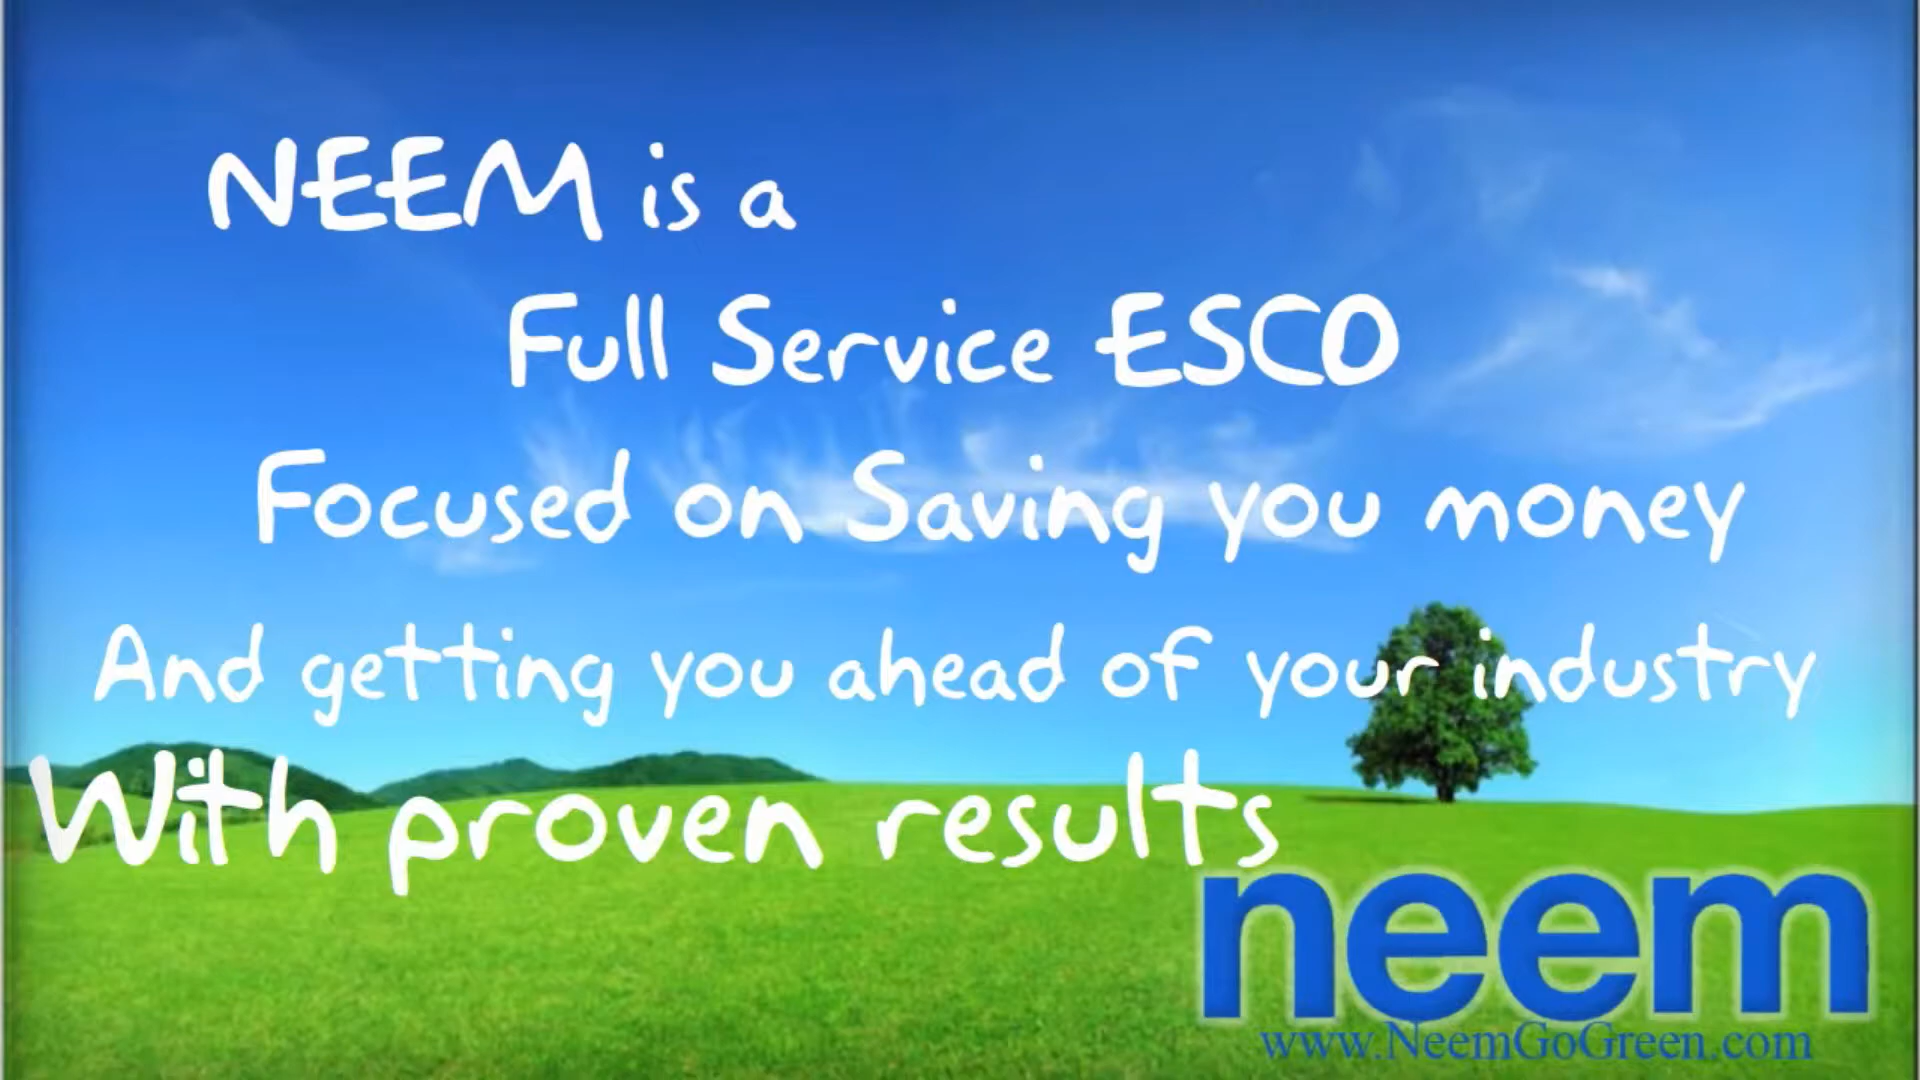 NEEM is a
Full Service ESCO
Focused on Saving you money
And getting you ahead of your industry
With proven results
neem
www.NeemGoGreen.com